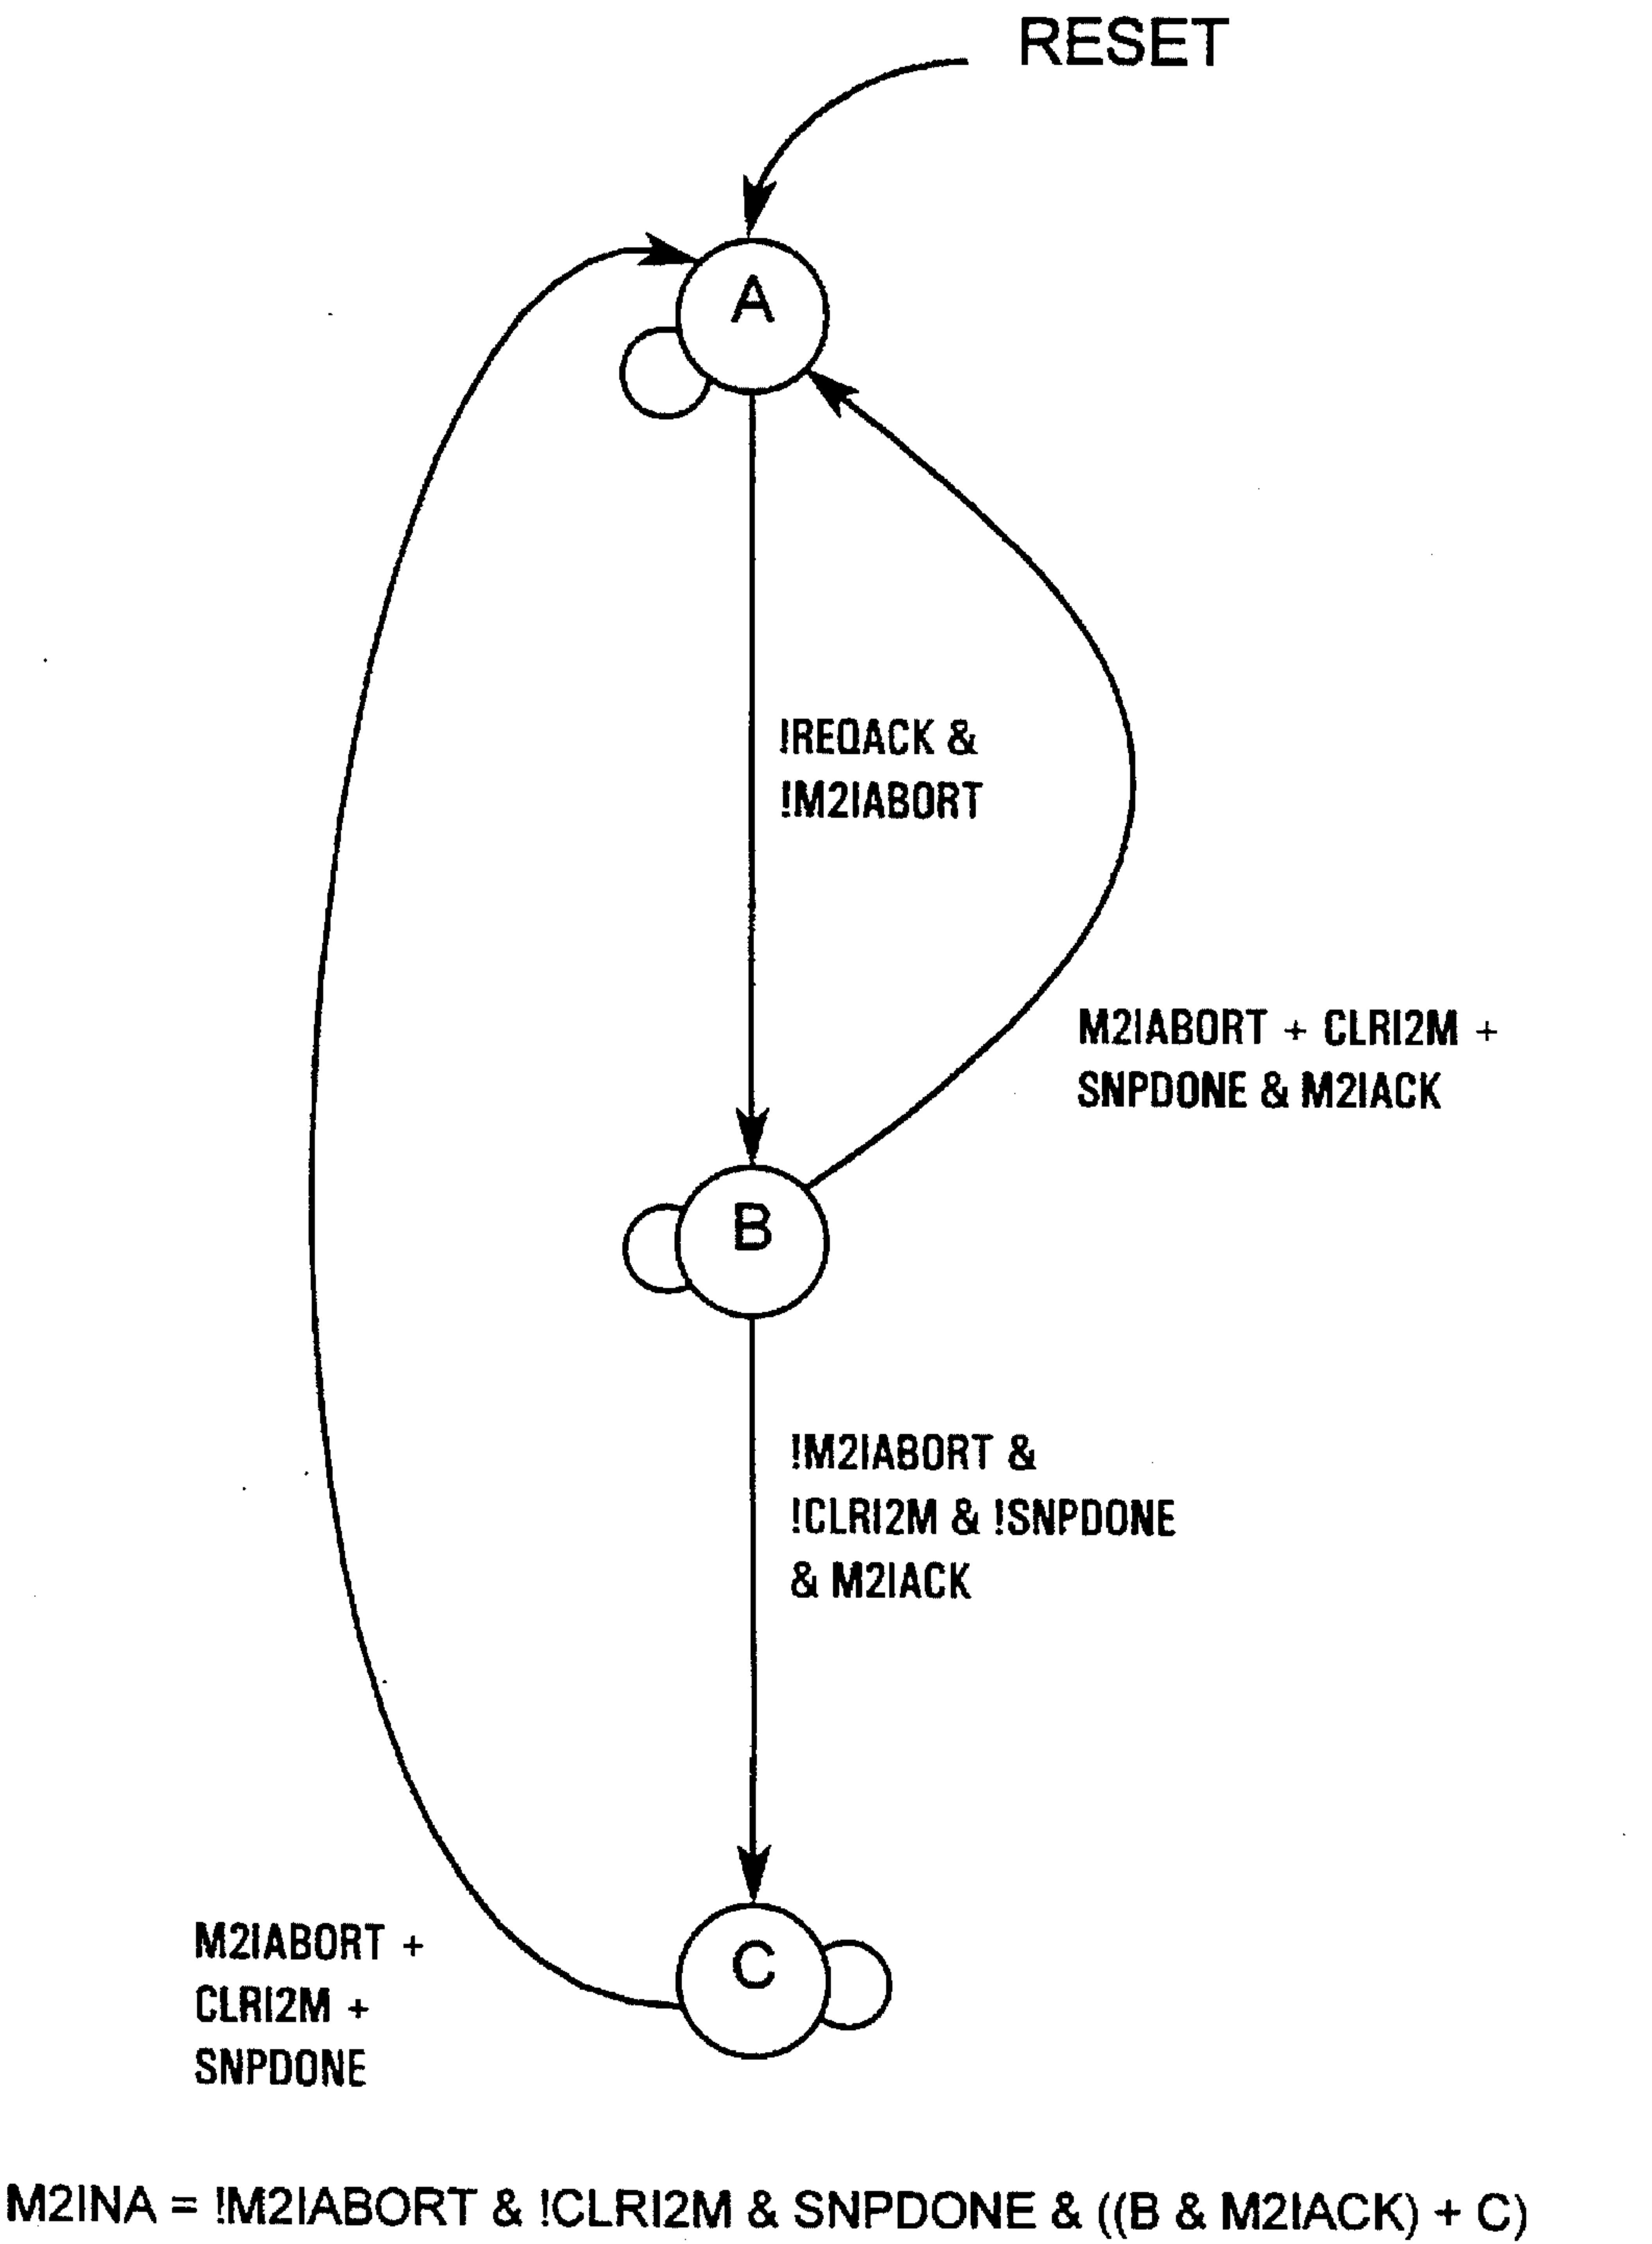 RESET
A
!REQACK &
!M2IABORT
M2IABORT + CLRI2M +
SNPDONE & M2IACK
B
!M2IABORT &
!CLRI2M & !SNPDONE
& M2IACK
C
M2IABORT +
CLRI2M +
SNPDONE
M2INA = !M2IABORT & !CLRI2M & SNPDONE & ((B & M2IACK) + C)